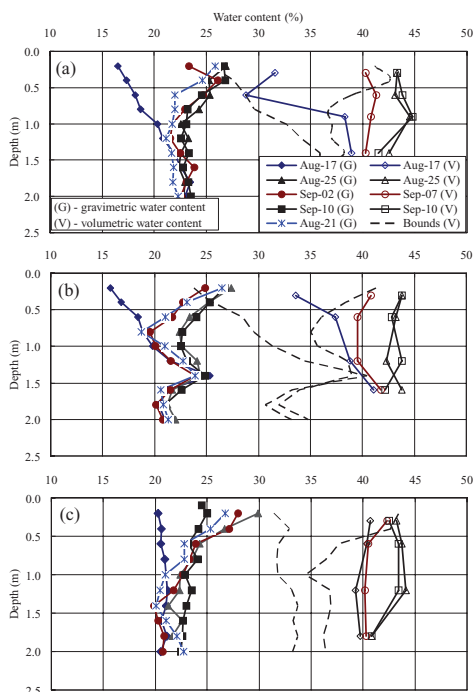 Water content (%)
10 15 20 25 30 35 40 45 50
0.0
0.5
1.0
1.5
2.0
2.5
Depth (m)
(a)
(G) - gravimetric water content
(V) - volumetric water content
Aug-17 (G) Aug-17 (V)
Aug-25 (G) Aug-25 (V)
Sep-02 (G) Sep-07 (V)
Sep-10 (G) Sep-10 (V)
Aug-21 (G) Bounds (V)
10 15 20 25 30 35 40 45 50
0.0
0.5
1.0
1.5
2.0
2.5
Depth (m)
(b)
10 15 20 25 30 35 40 45 50
0.0
0.5
1.0
1.5
2.0
2.5
Depth (m)
(c)